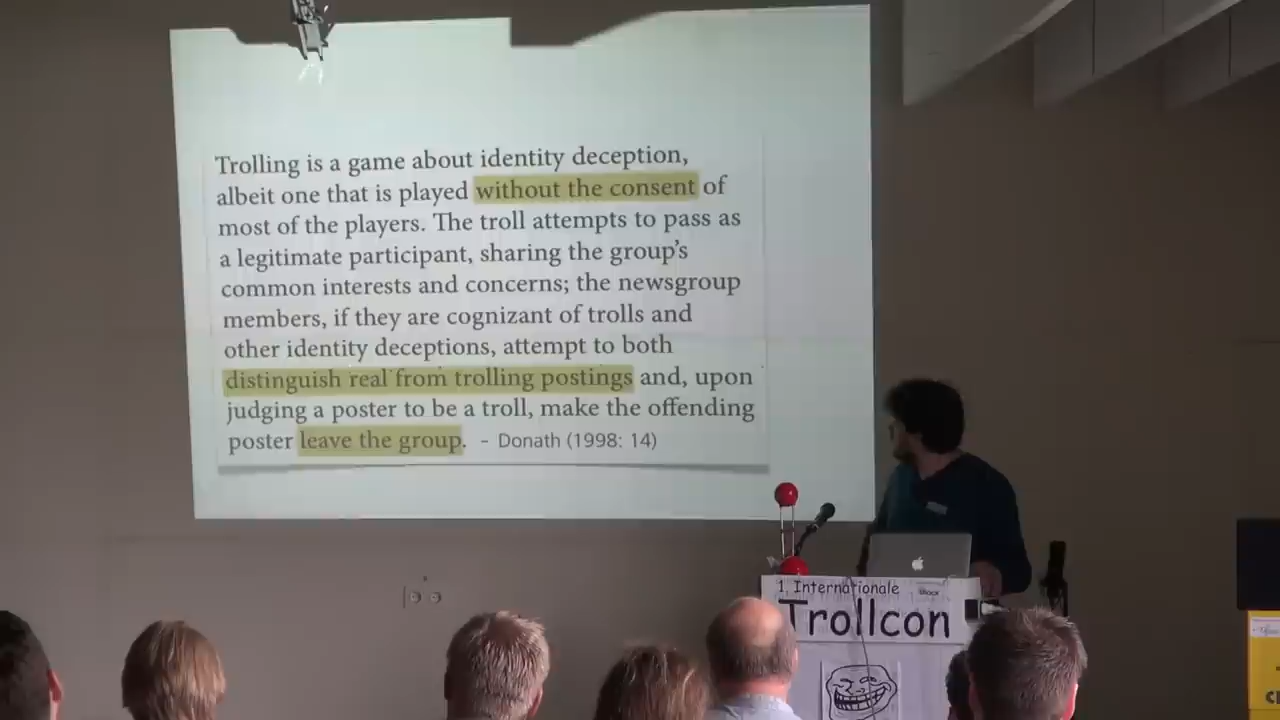 Trolling is a game about identity deception,
albeit one that is played without the consent of
most of the players. The troll attempts to pass as
a legitimate participant, sharing the group's
common interests and concerns; the newsgroup
members, if they are cognizant of trolls and
other identity deceptions, attempt to both
distinguish real from trolling postings and, upon
judging a poster to be a troll, make the offending
poster leave the group. – Donath (1998: 14)
1. Internationale
Trollcon